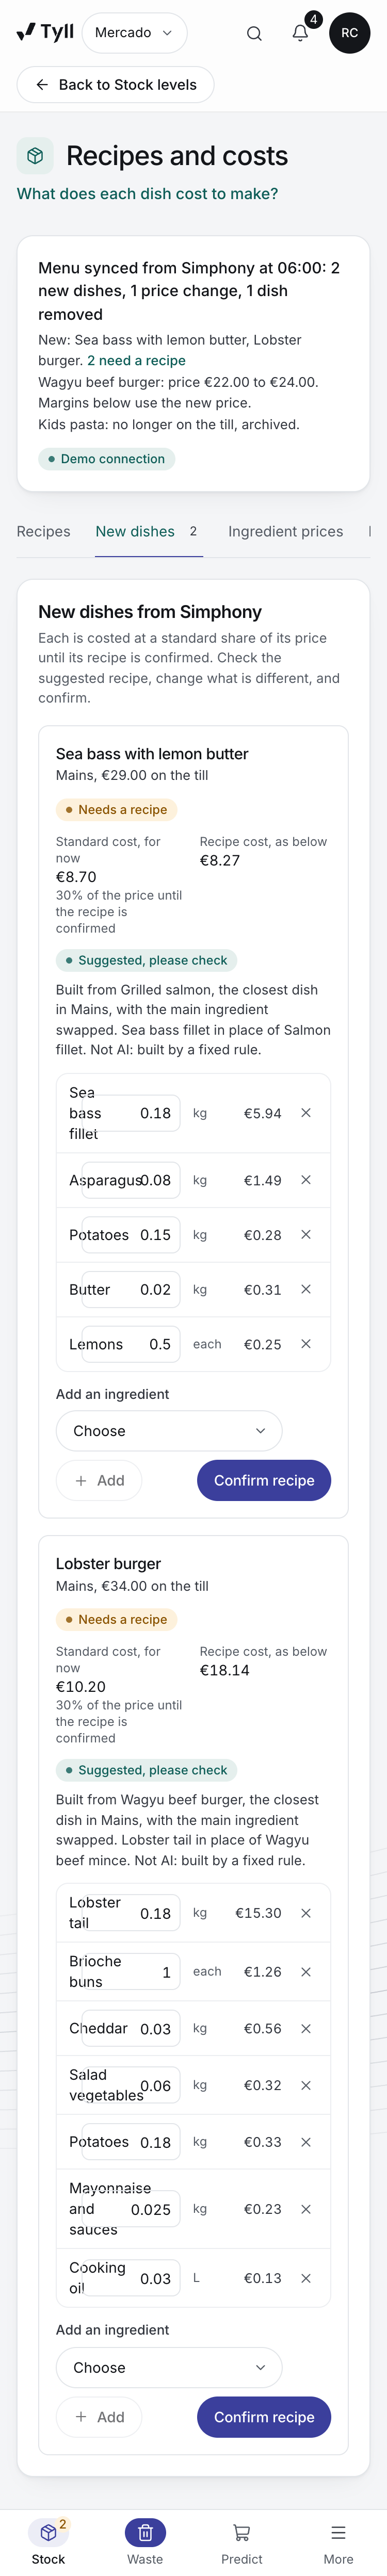 Tyll
Mercado
4
RC
Back to Stock levels
Recipes and costs
What does each dish cost to make?
Menu synced from Simphony at 06:00: 2
new dishes, 1 price change, 1 dish
removed
New: Sea bass with lemon butter, Lobster
burger. 2 need a recipe
Wagyu beef burger: price €22.00 to €24.00.
Margins below use the new price.
Kids pasta: no longer on the till, archived.
Demo connection
Recipes New dishes 2 Ingredient prices
New dishes from Simphony
Each is costed at a standard share of its price
until its recipe is confirmed. Check the
suggested recipe, change what is different, and
confirm.
Sea bass with lemon butter
Mains, €29.00 on the till
Needs a recipe
Standard cost, for
now
€8.70
30% of the price until
the recipe is
confirmed
Recipe cost, as below
€8.27
Suggested, please check
Built from Grilled salmon, the closest dish
in Mains, with the main ingredient
swapped. Sea bass fillet in place of Salmon
fillet. Not AI: built by a fixed rule.
Sea
bass
fillet
0.18 kg €5.94
Asparagus 0.08 kg €1.49
Potatoes 0.15 kg €0.28
Butter 0.02 kg €0.31
Lemons 0.5 each €0.25
Add an ingredient
Choose
Add Confirm recipe
Lobster burger
Mains, €34.00 on the till
Needs a recipe
Standard cost, for
now
€10.20
30% of the price until
the recipe is
confirmed
Recipe cost, as below
€18.14
Suggested, please check
Built from Wagyu beef burger, the closest
dish in Mains, with the main ingredient
swapped. Lobster tail in place of Wagyu
beef mince. Not AI: built by a fixed rule.
Lobster
tail
0.18 kg €15.30
Brioche
buns
1 each €1.26
Cheddar 0.03 kg €0.56
Salad
vegetables
0.06 kg €0.32
Potatoes 0.18 kg €0.33
Mayonnaise
and
sauces
0.025 kg €0.23
Cooking
oil
0.03 L €0.13
Add an ingredient
Choose
Add Confirm recipe
2
Stock Waste Predict More